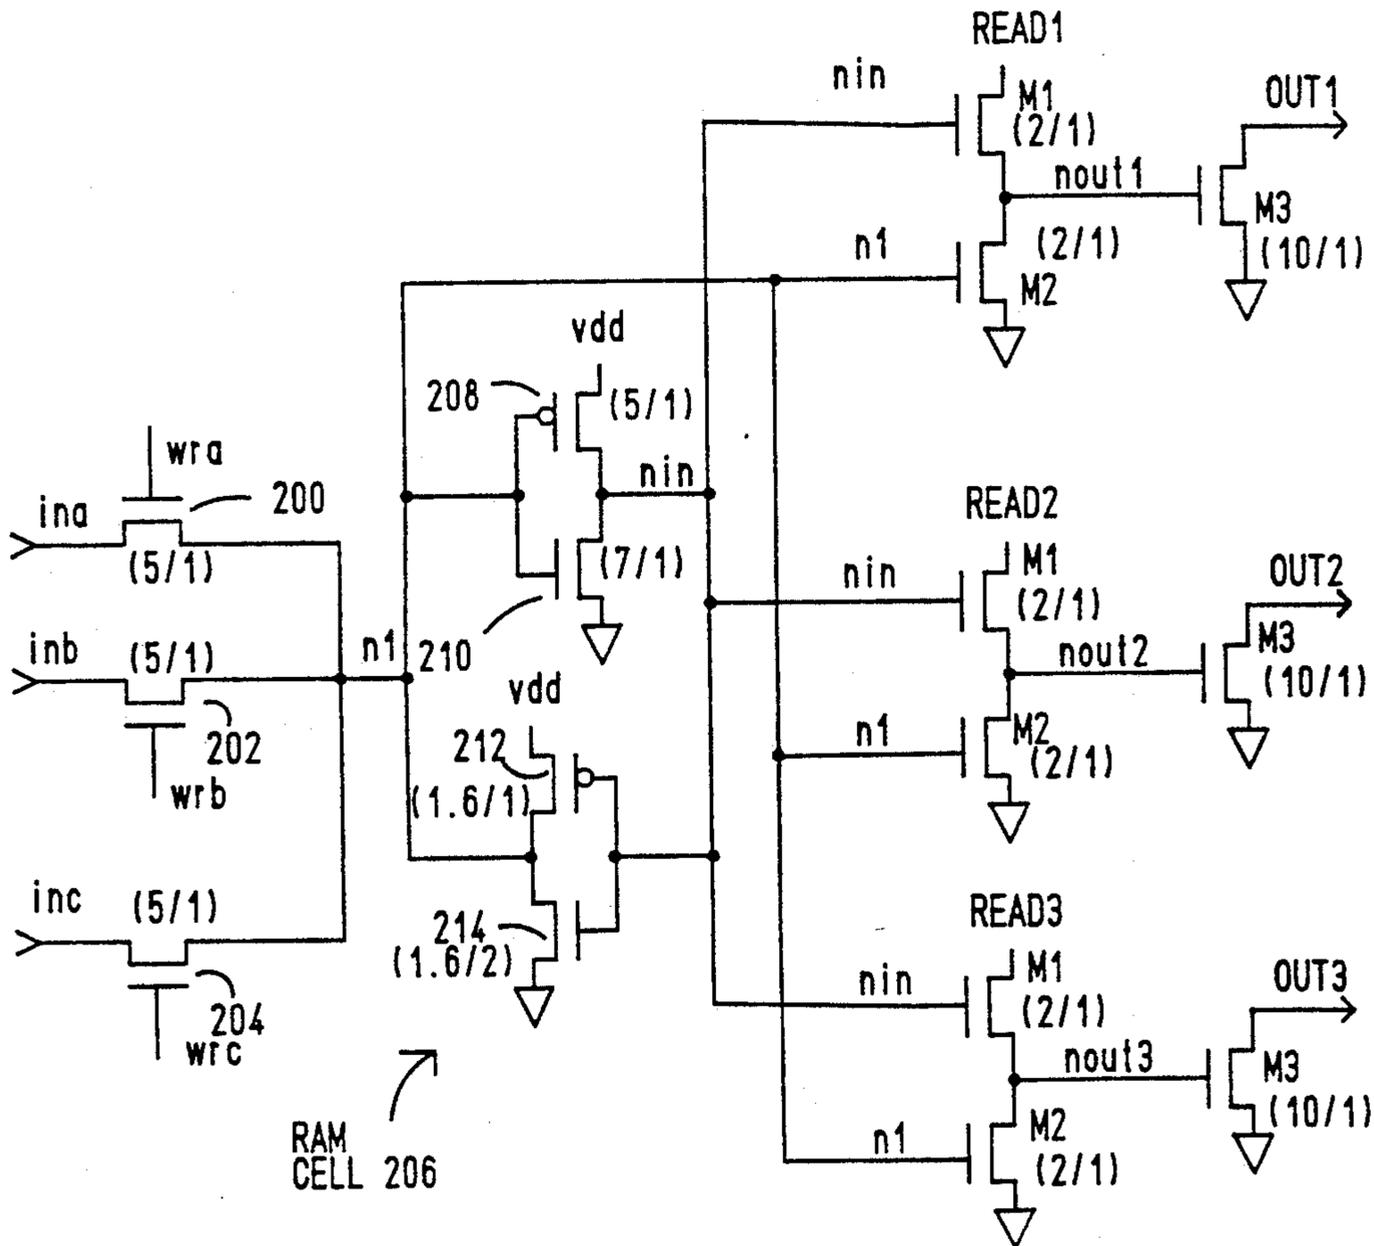 READ1
nin
M1
(2/1)
OUT1
nout1
M3
(10/1)
n1
(2/1)
M2
vdd
208
(5/1)
nin
wra
200
ina
(5/1)
(7/1)
210
READ2
M1
(2/1)
nin
OUT2
nout2
M3
(10/1)
n1
M2
(2/1)
inb
(5/1)
n1
202
wrb
vdd
212
(1.6/1)
214
(1.6/2)
inc
(5/1)
204
wrc
READ3
M1
(2/1)
nin
OUT3
nout3
M3
(10/1)
n1
M2
(2/1)
RAM
CELL 206